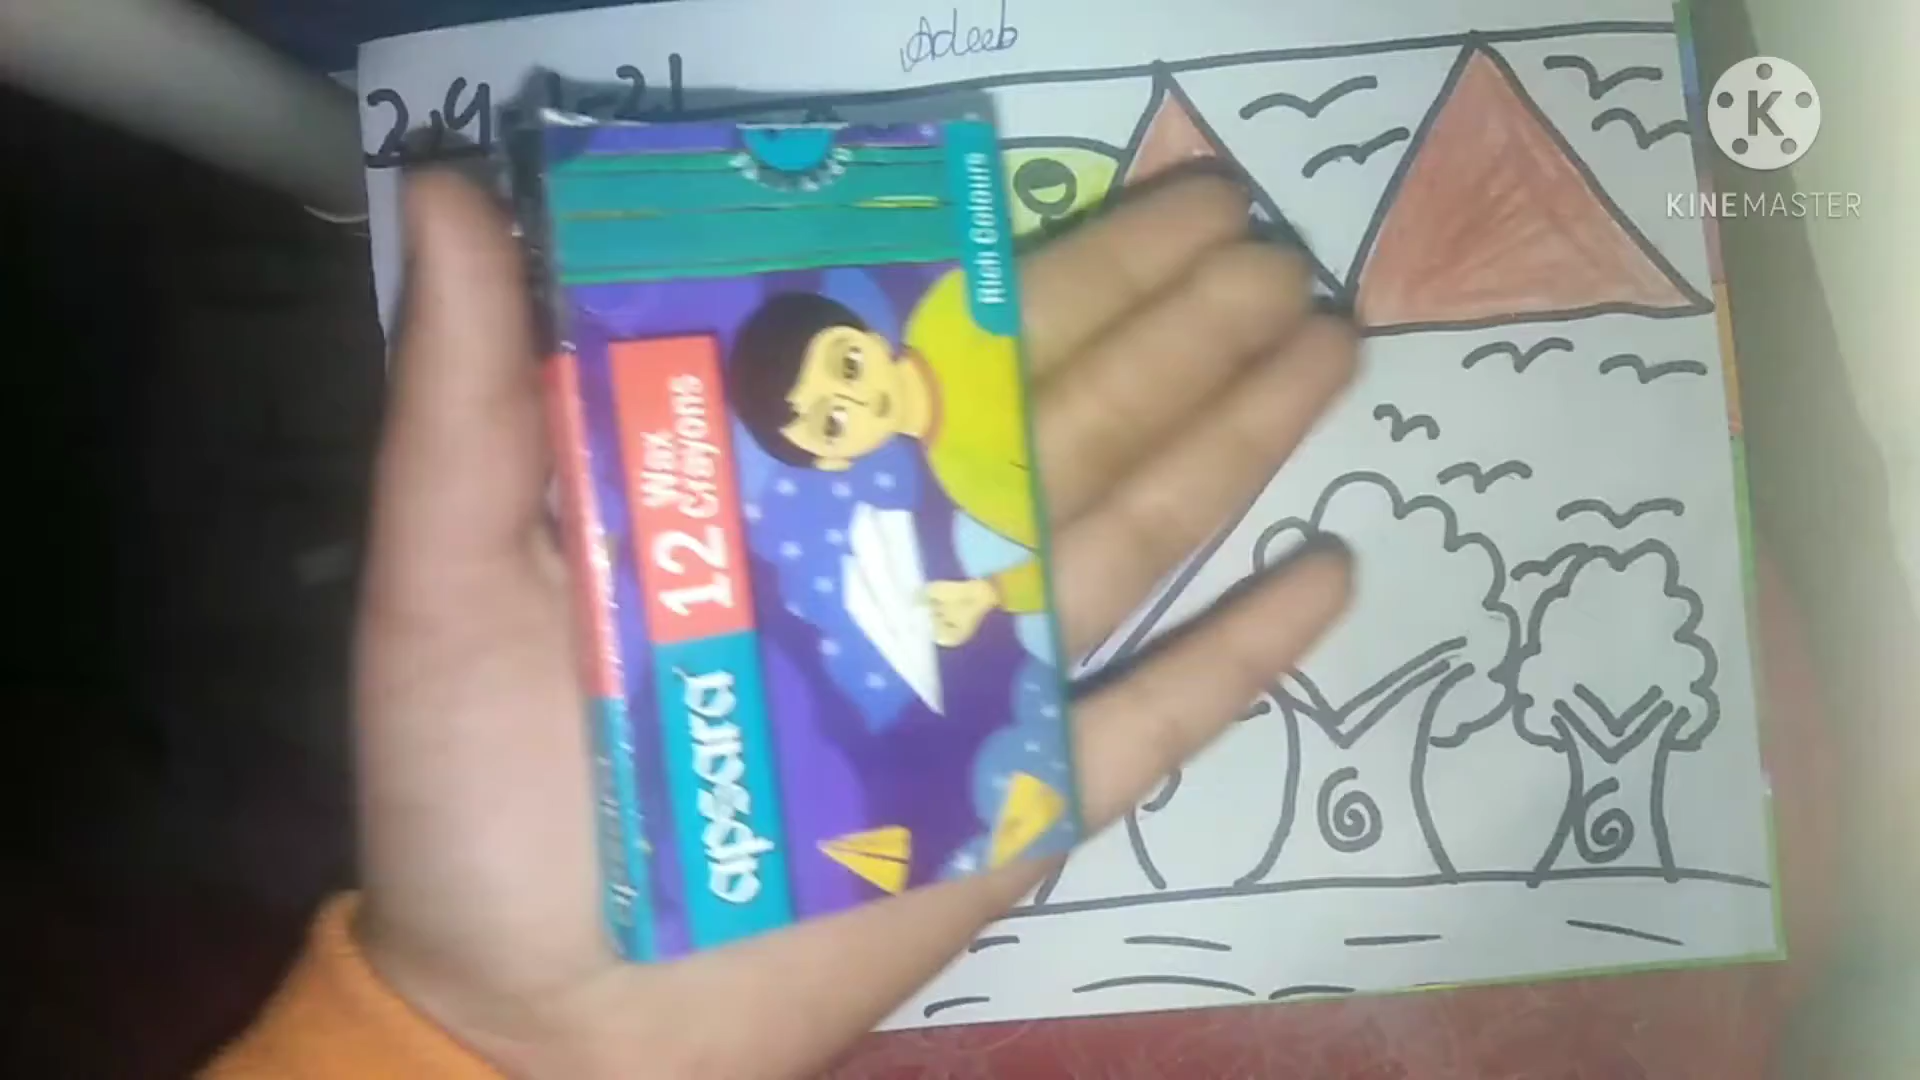 Adeeb
Rich Colours
12 Wax
Crayons
apsara
KINEMASTER